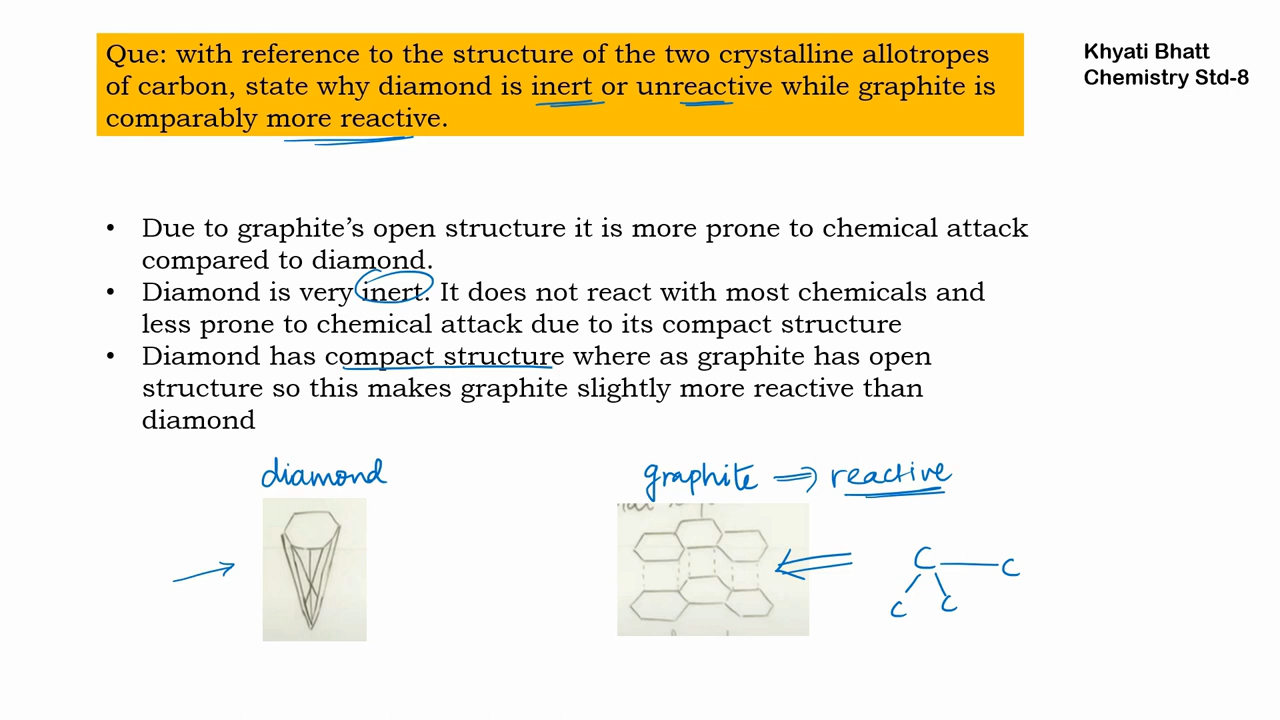 Que: with reference to the structure of the two crystalline allotropes
of carbon, state why diamond is inert or unreactive while graphite is
comparably more reactive.
Khyati Bhatt
Chemistry Std-8
• Due to graphite's open structure it is more prone to chemical attack
compared to diamond.
• Diamond is very inert. It does not react with most chemicals and
less prone to chemical attack due to its compact structure
• Diamond has compact structure where as graphite has open
structure so this makes graphite slightly more reactive than
diamond
diamond
graphite ⇒ reactive
C C
C C